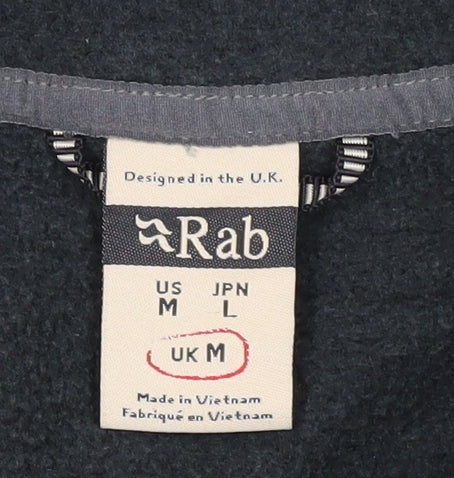 Designed in the U.K.
Rab
US JPN
M L
UK M
Made in Vietnam
Fabriqué en Vietnam